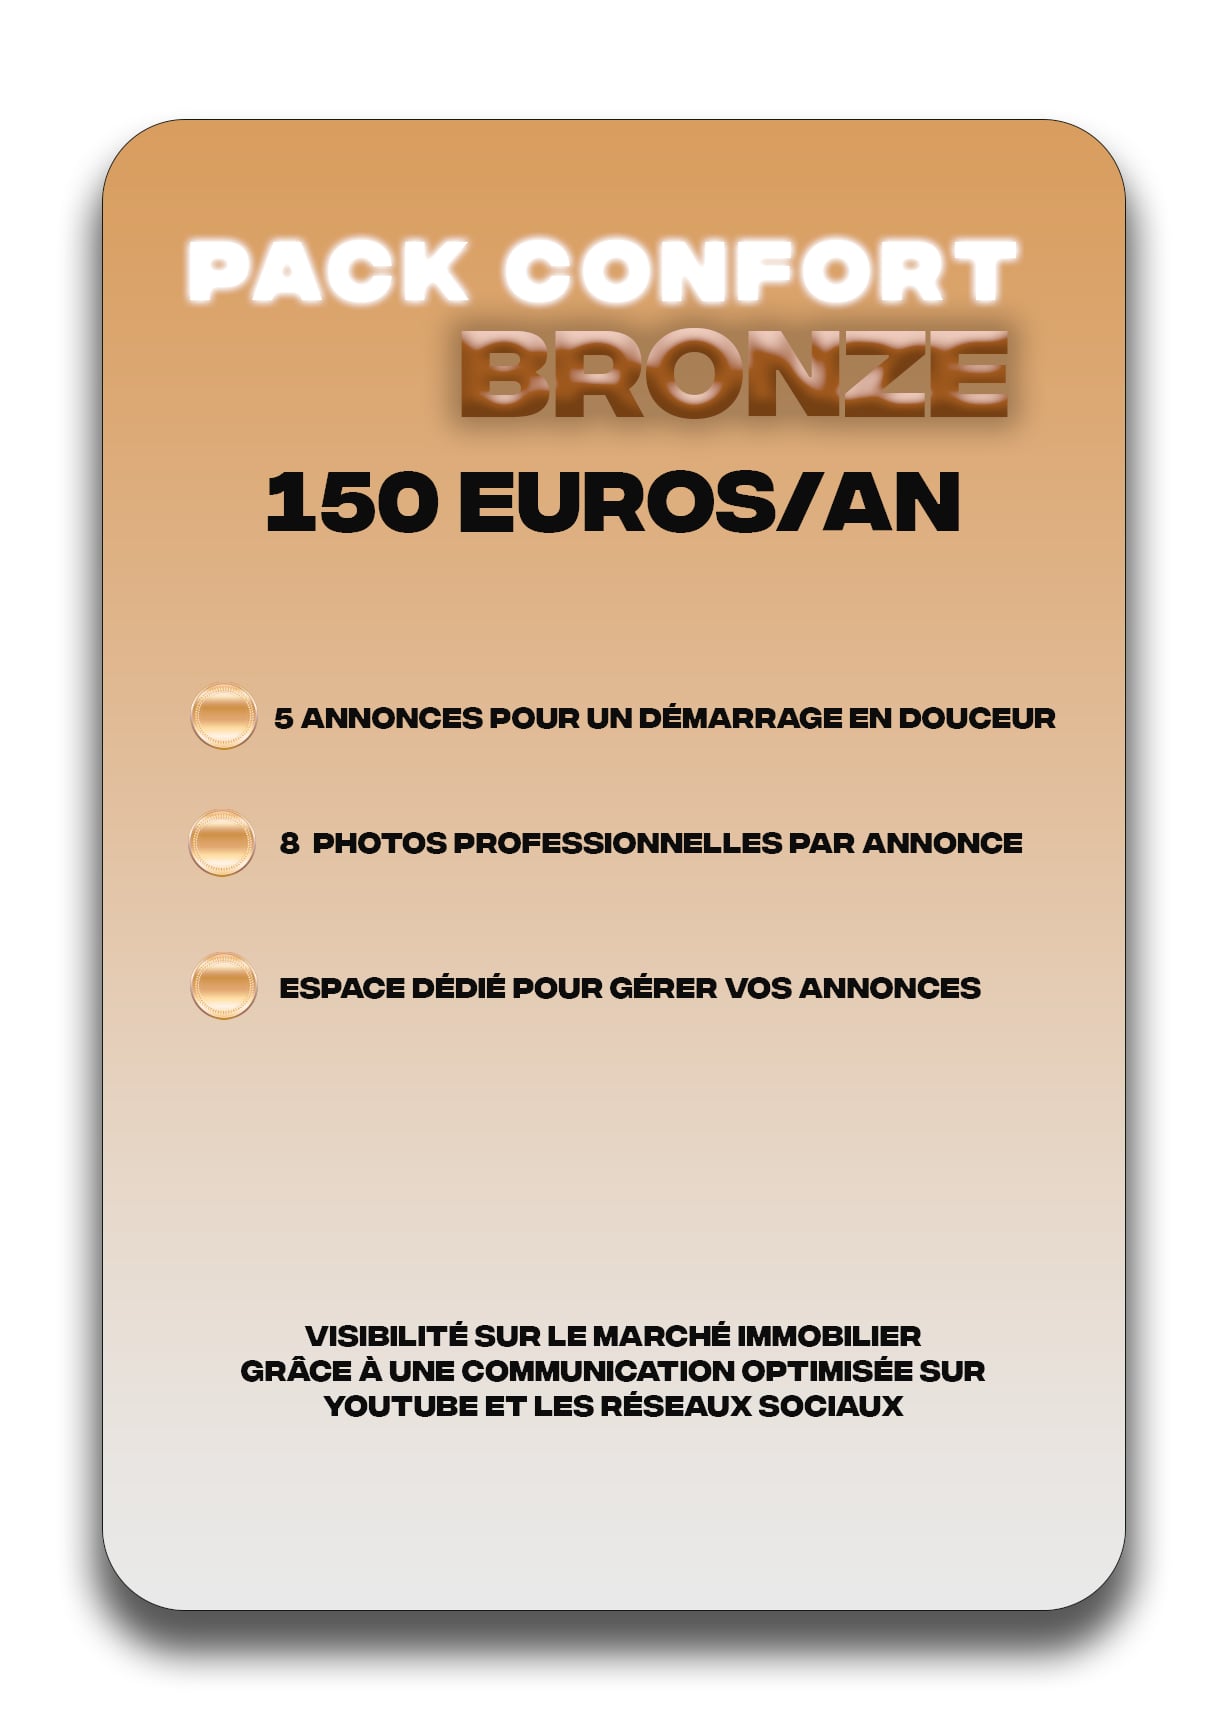 PACK CONFORT
BRONZE
150 EUROS/AN
5 ANNONCES POUR UN DÉMARRAGE EN DOUCEUR
8 PHOTOS PROFESSIONNELLES PAR ANNONCE
ESPACE DÉDIÉ POUR GÉRER VOS ANNONCES
VISIBILITÉ SUR LE MARCHÉ IMMOBILIER
GRÂCE À UNE COMMUNICATION OPTIMISÉE SUR
YOUTUBE ET LES RÉSEAUX SOCIAUX